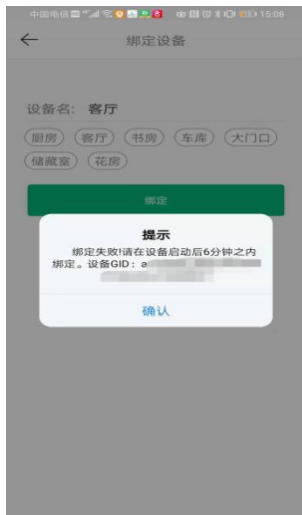 中国电信 15:06
绑定设备
设备名: 客厅
厨房 客厅 书房 车库 大门口
储藏室 花房
绑定
提示
绑定失败!请在设备启动后6分钟之内
绑定。设备GID: a
确认